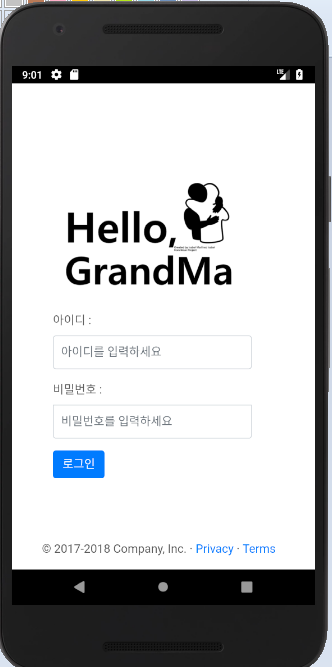 9:01
LTE
Hello,
GrandMa
아이디 :
아이디를 입력하세요
비밀번호 :
비밀번호를 입력하세요
로그인
© 2017-2018 Company, Inc. · Privacy · Terms